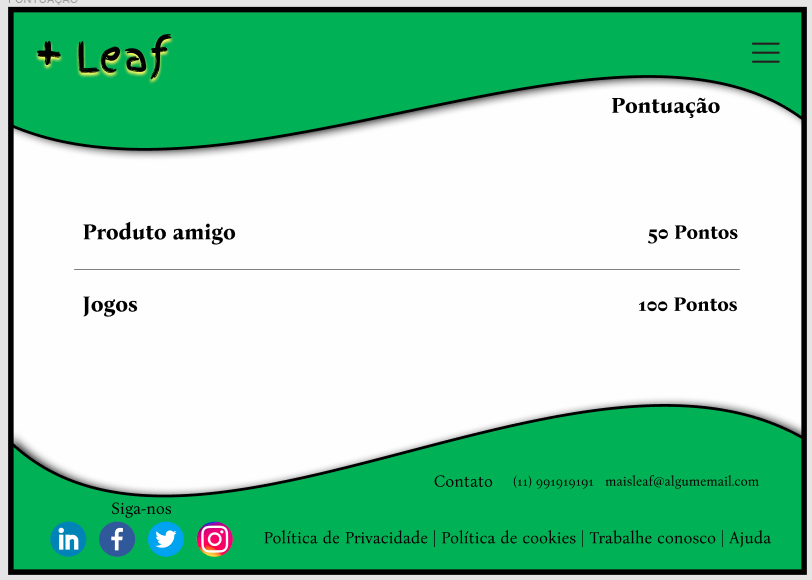 PONTUAÇÃO
+ Leaf
Pontuação
Produto amigo 50 Pontos
Jogos 100 Pontos
Contato (11) 991919191 maisleaf@algumemail.com
Siga-nos
in f
Política de Privacidade | Política de cookies | Trabalhe conosco | Ajuda